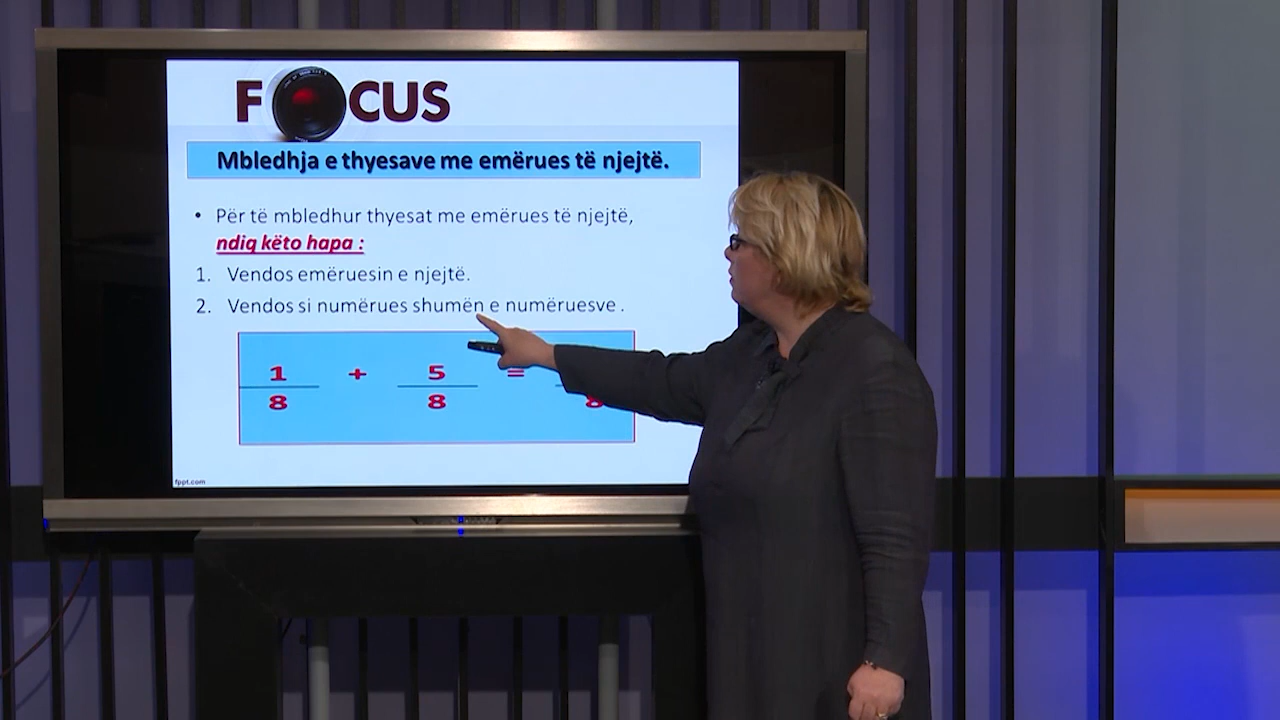 FOCUS
Mbledhja e thyesave me emërues të njejtë.
• Për të mbledhur thyesat me emërues të njejtë,
ndiq këto hapa :
1. Vendos emëruesin e njejtë.
2. Vendos si numërues shumën e numëruesve .
1 + 5 =
8 8 8
fppt.com